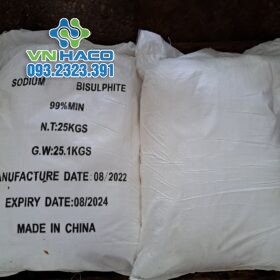 VNHACO
093.2323.391
SODIUM BISULPHITE
99%MIN
N.T:25KGS
G.W:25.1KGS
ANUFACTURE DATE:08/2022
EXPIRY DATE:08/2024
MADE IN CHINA